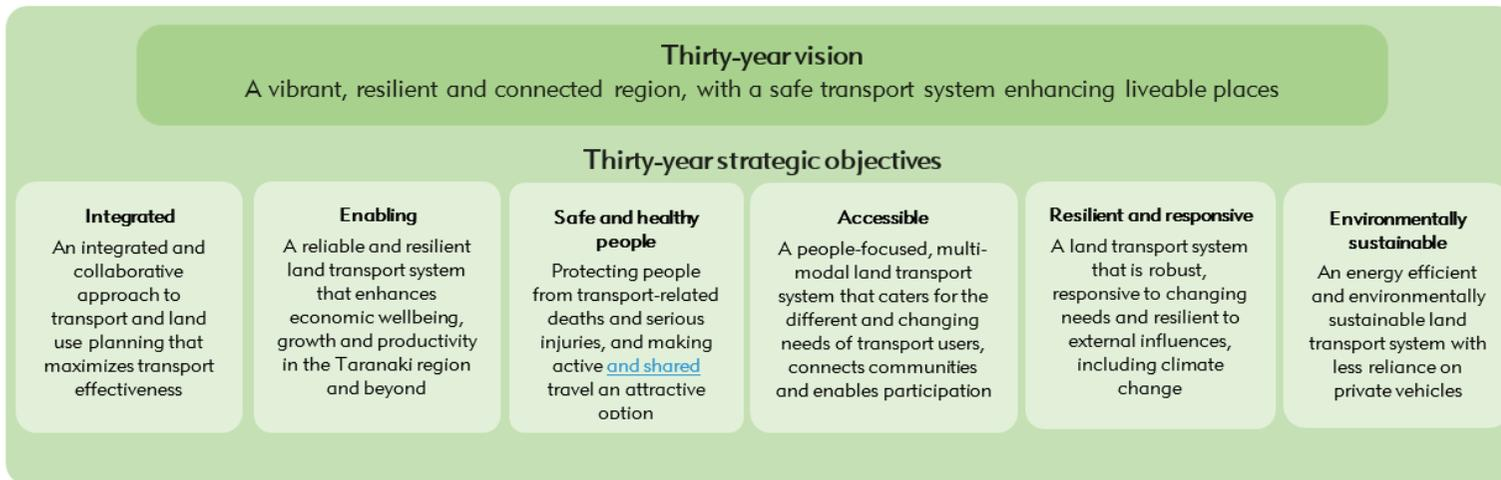 Thirty-year vision
A vibrant, resilient and connected region, with a safe transport system enhancing liveable places
Thirty-year strategic objectives
Integrated
An integrated and
collaborative
approach to
transport and land
use planning that
maximizes transport
effectiveness
Enabling
A reliable and resilient
land transport system
that enhances
economic wellbeing,
growth and productivity
in the Taranaki region
and beyond
Safe and healthy
people
Protecting people
from transport-related
deaths and serious
injuries, and making
active and shared
travel an attractive
option
Accessible
A people-focused, multi-
modal land transport
system that caters for the
different and changing
needs of transport users,
connects communities
and enables participation
Resilient and responsive
A land transport system
that is robust,
responsive to changing
needs and resilient to
external influences,
including climate
change
Environmentally
sustainable
An energy efficient
and environmentally
sustainable land
transport system with
less reliance on
private vehicles